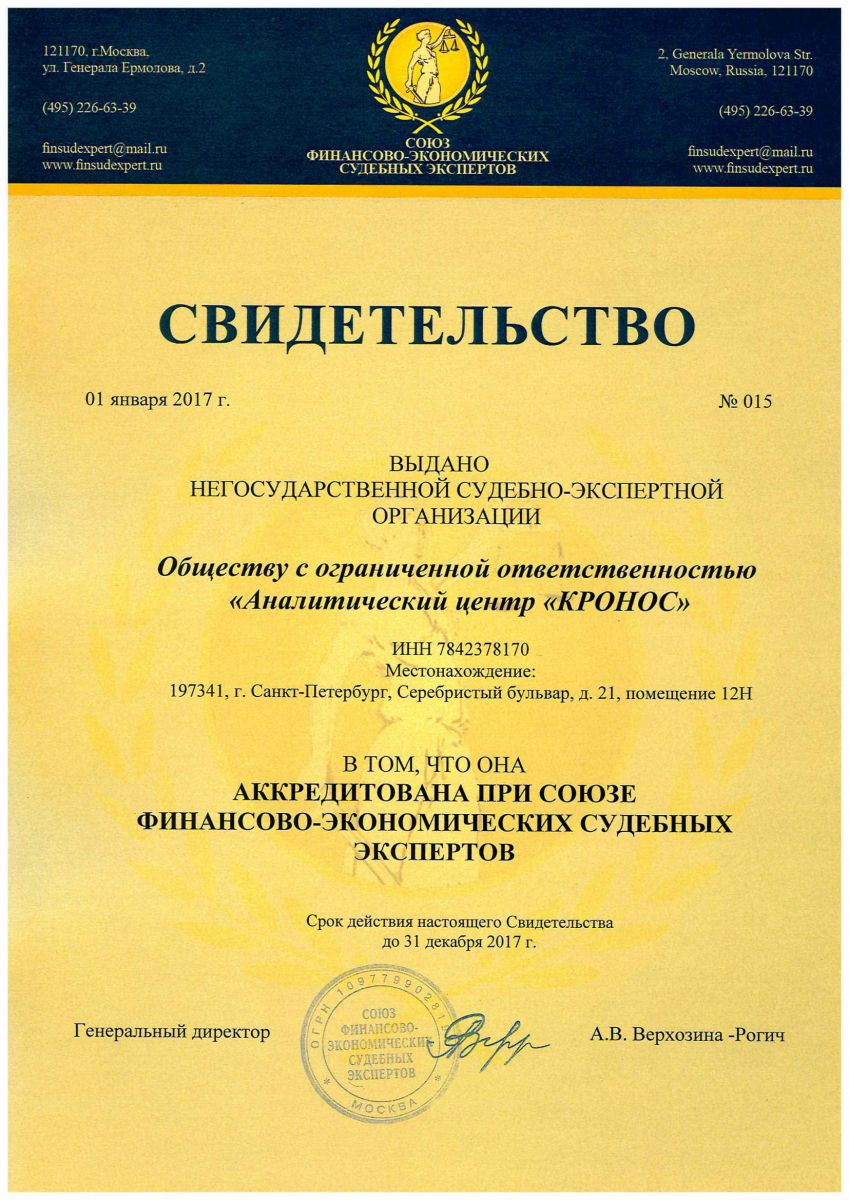 121170, г.Москва,
ул. Генерала Ермолова, д.2
(495) 226-63-39
finsudexpert@mail.ru
www.finsudexpert.ru
СОЮЗ
ФИНАНСОВО-ЭКОНОМИЧЕСКИХ
СУДЕБНЫХ ЭКСПЕРТОВ
2, Generala Yermolova Str.
Moscow, Russia, 121170
(495) 226-63-39
finsudexpert@mail.ru
www.finsudexpert.ru
СВИДЕТЕЛЬСТВО
01 января 2017 г.
№ 015
ВЫДАНО
НЕГОСУДАРСТВЕННОЙ СУДЕБНО-ЭКСПЕРТНОЙ
ОРГАНИЗАЦИИ
Обществу с ограниченной ответственностью
«Аналитический центр «КРОНОС»
ИНН 7842378170
Местонахождение:
197341, г. Санкт-Петербург, Серебристый бульвар, д. 21, помещение 12Н
В ТОМ, ЧТО ОНА
АККРЕДИТОВАНА ПРИ СОЮЗЕ
ФИНАНСОВО-ЭКОНОМИЧЕСКИХ СУДЕБНЫХ
ЭКСПЕРТОВ
Срок действия настоящего Свидетельства
до 31 декабря 2017 г.
Генеральный директор
ОГРН
СОЮЗ
ФИНАНСОВО-
ЭКОНОМИЧЕСКИХ
СУДЕБНЫХ
ЭКСПЕРТОВ
* МОСКВА *
А.В. Верхозина -Рогич